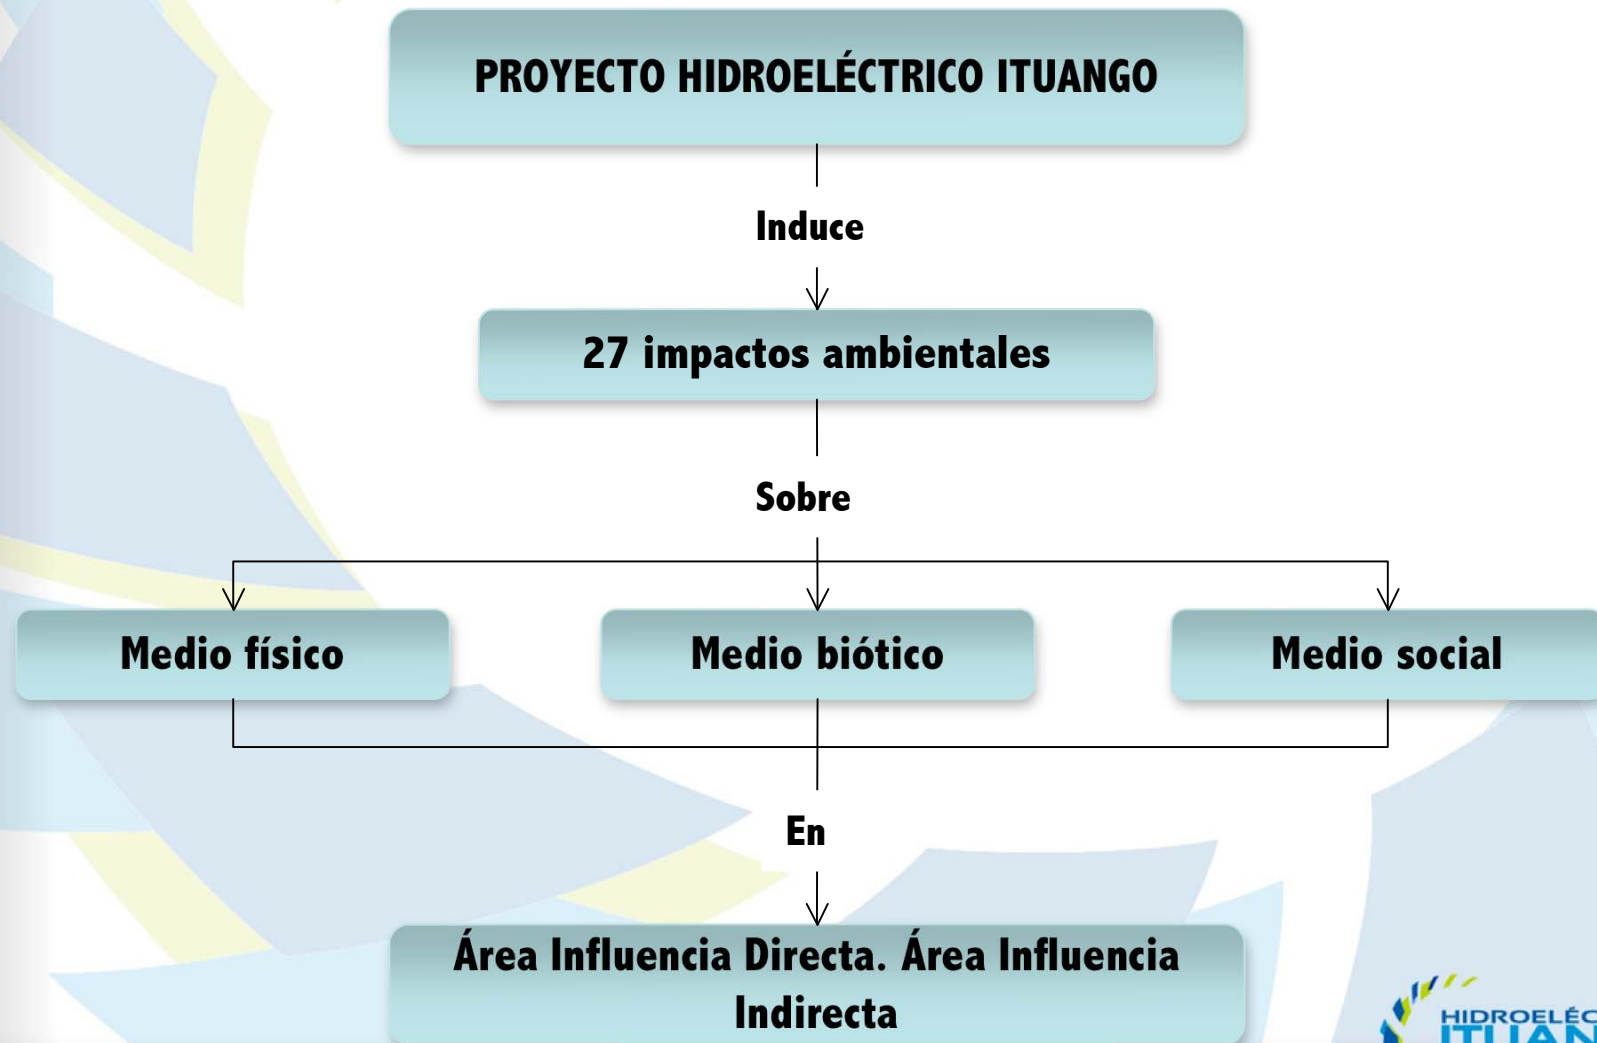 PROYECTO HIDROELÉCTRICO ITUANGO
Induce
27 impactos ambientales
Sobre
Medio físico
Medio biótico
Medio social
En
Área Influencia Directa. Área Influencia
Indirecta